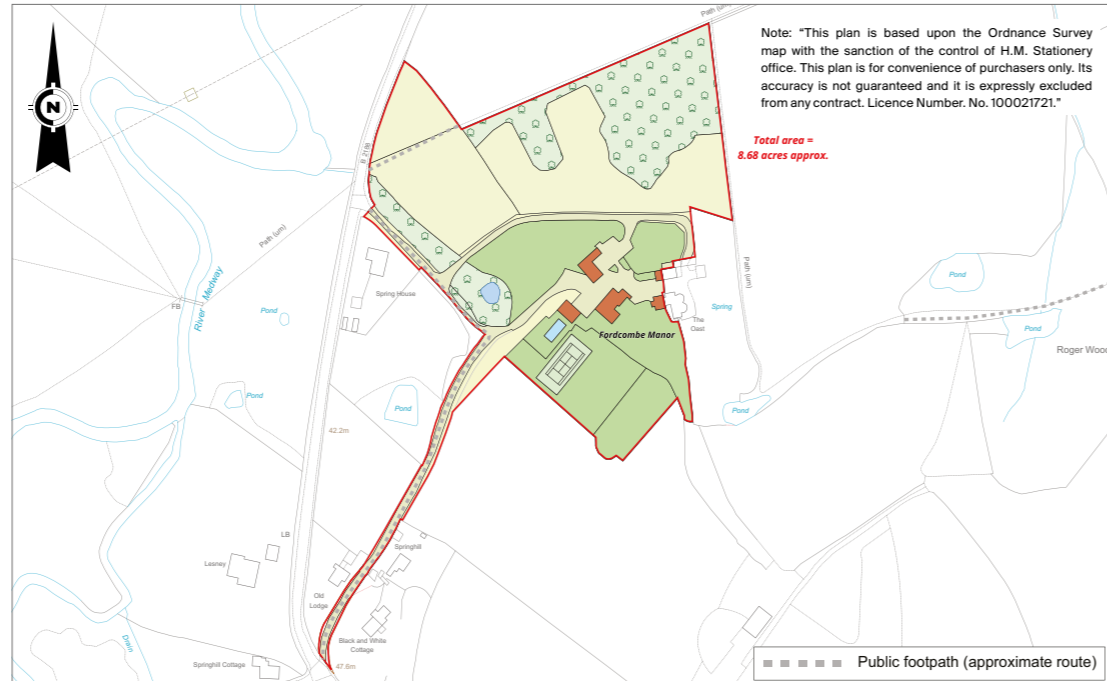 Path (um)
Note: “This plan is based upon the Ordnance Survey
map with the sanction of the control of H.M. Stationery
office. This plan is for convenience of purchasers only. Its
accuracy is not guaranteed and it is expressly excluded
from any contract. Licence Number. No. 100021721.”
N
Total area =
8.68 acres approx.
B 2188
Path (um)
River Medway
FB
Pond
Spring House
Path (um)
Spring
The
Oast
Fordcombe Manor
Pond
Pond
Roger Wood
Pond
Pond
Pond
42.2m
LB
Lesney
Springhill
Old
Lodge
Black and White
Cottage
Drain
Springhill Cottage
47.6m
Public footpath (approximate route)